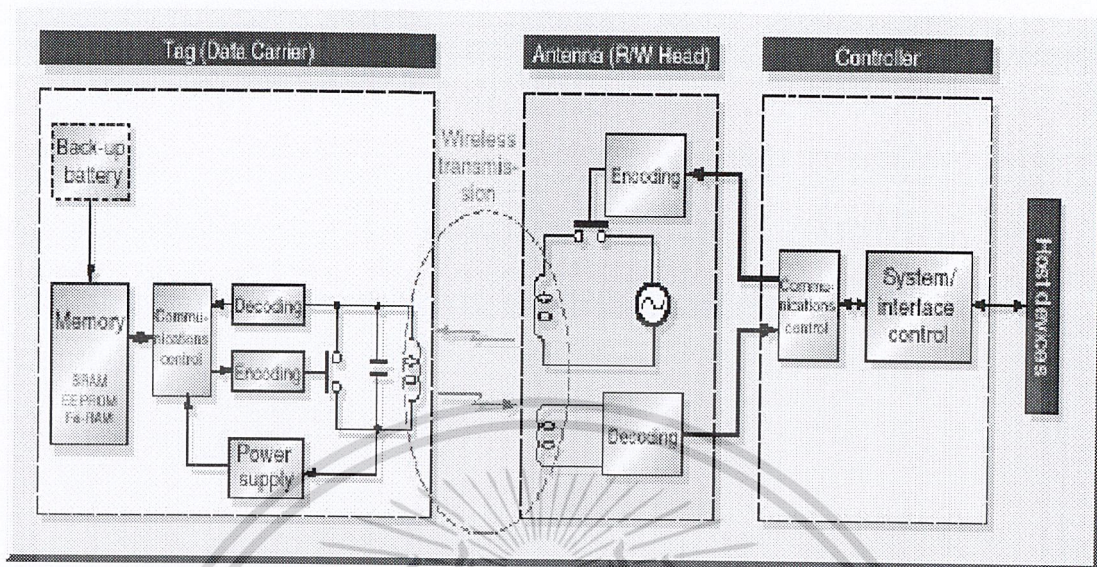 Tag (Data Carrier)
Antenna (R/W Head)
Controller
Back-up
battery
Wireless
transmis-
sion
Encoding
Memory
SRAM
EEPROM
Fe-RAM
Commu-
nications
control
Decoding
Encoding
Power
supply
Decoding
Commu-
nications
control
System/
interface
control
Host devices